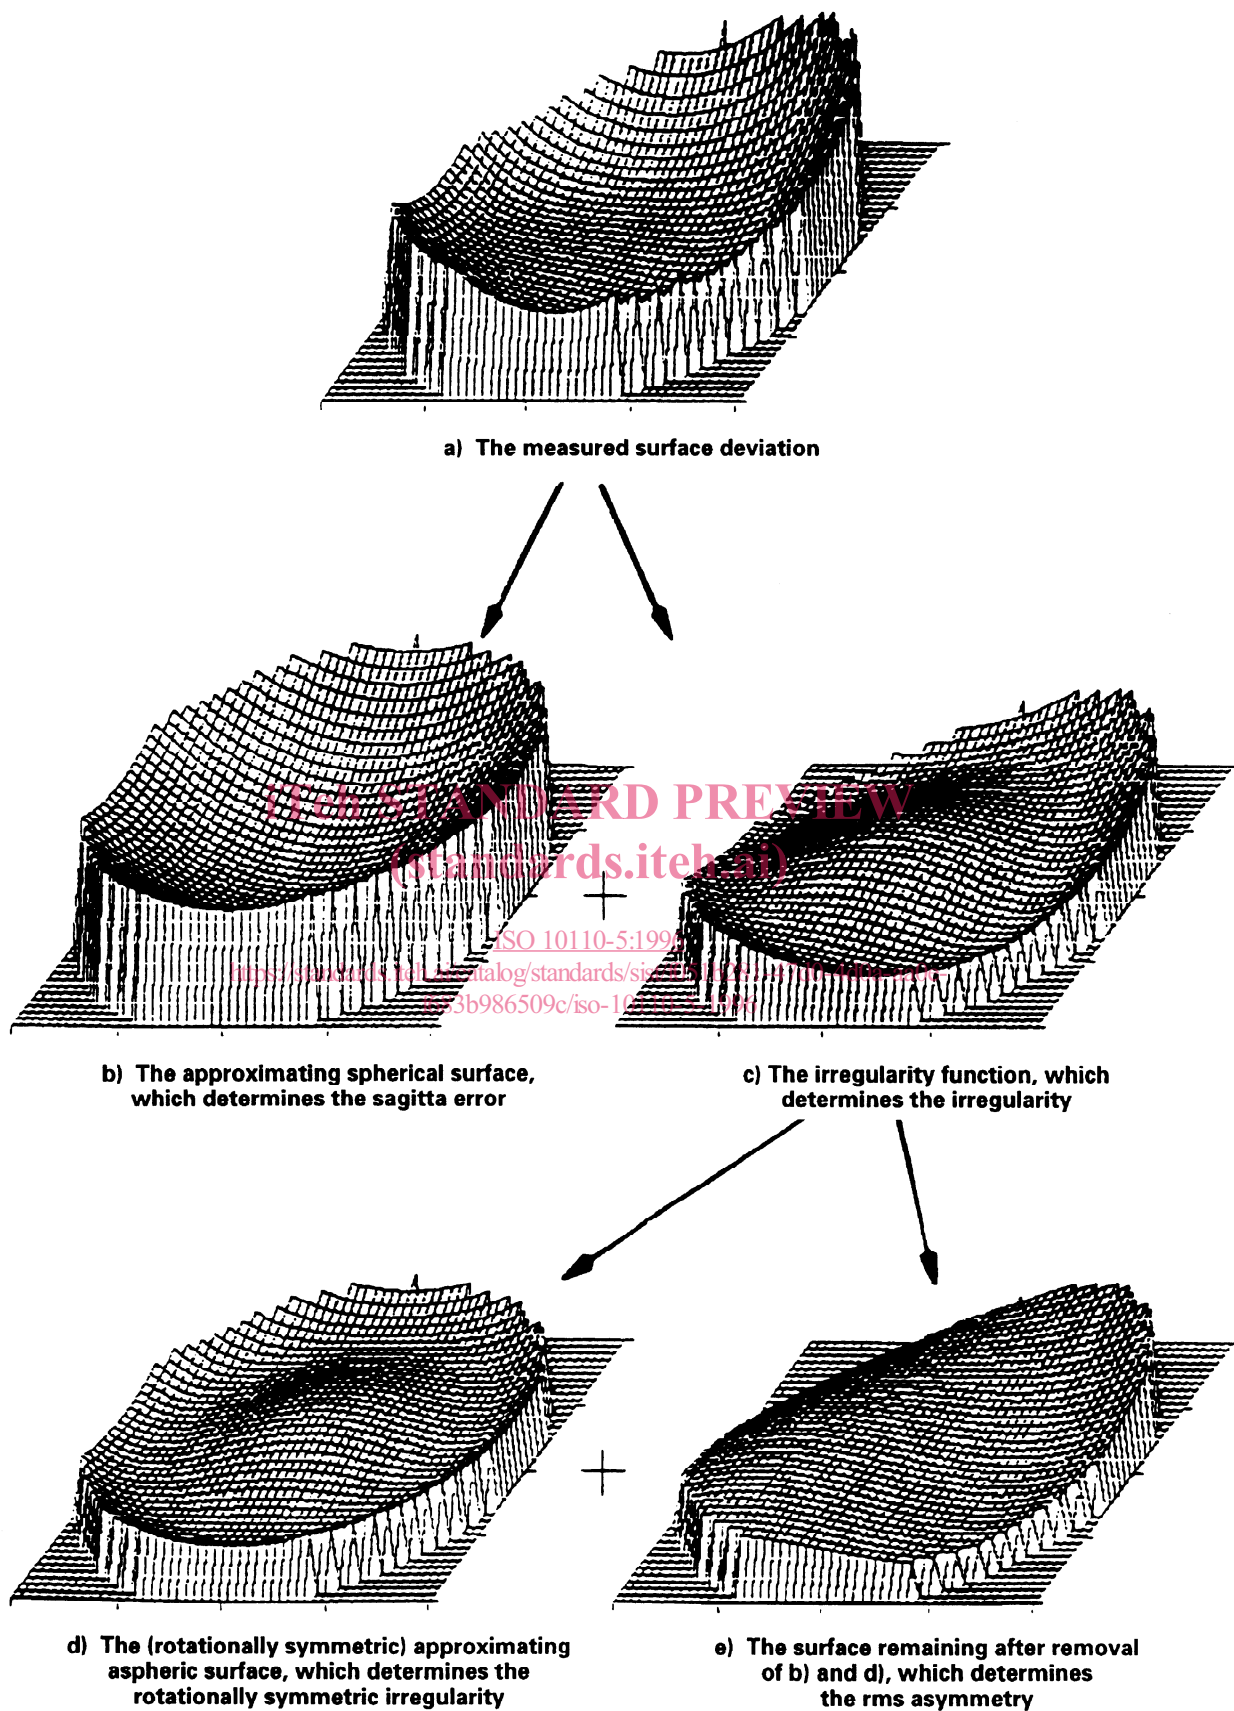 a) The measured surface deviation
iTeh STANDARD PREVIEW
(standards.iteh.ai)
ISO 10110-5:1996
b) The approximating spherical surface,
which determines the sagitta error
c) The irregularity function, which
determines the irregularity
d) The (rotationally symmetric) approximating
aspheric surface, which determines the
rotationally symmetric irregularity
e) The surface remaining after removal
of b) and d), which determines
the rms asymmetry